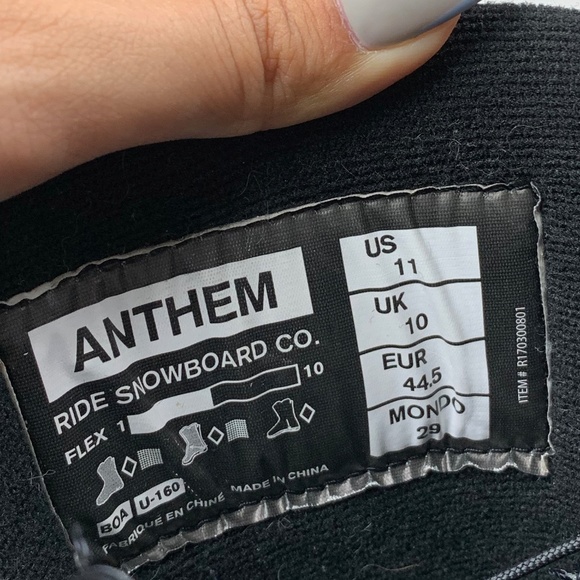 ANTHEM
RIDE SNOWBOARD CO.
FLEX 1 10
BOA U-160
FABRIQUE EN CHINE MADE IN CHINA
US
11
UK
10
EUR
44.5
MONDO
29
ITEM # R170300801